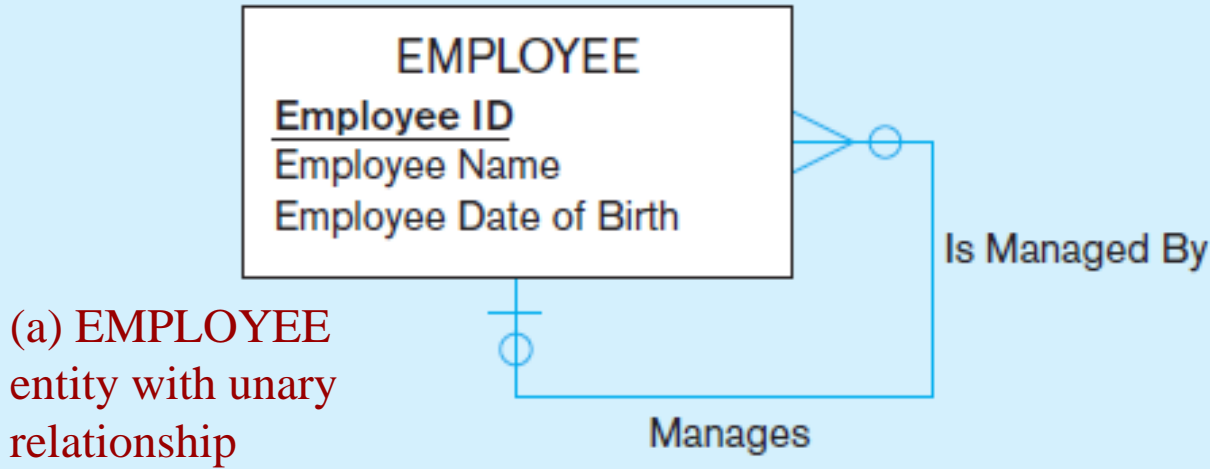 EMPLOYEE
Employee ID
Employee Name
Employee Date of Birth
Is Managed By
(a) EMPLOYEE
entity with unary
relationship
Manages